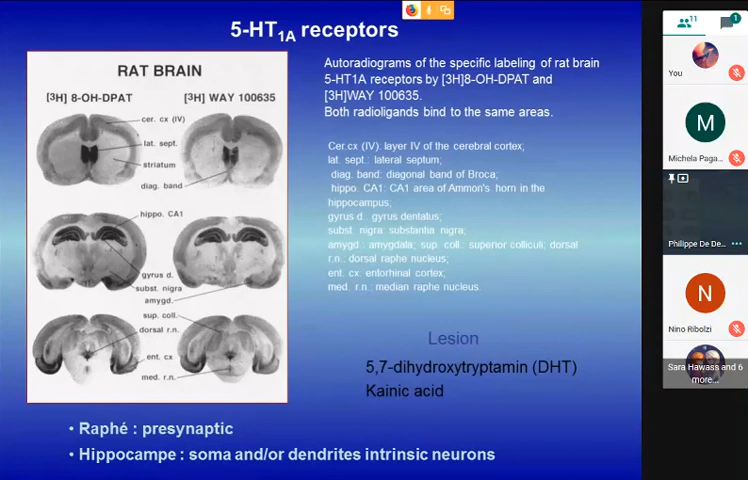 5-HT1A receptors
RAT BRAIN
[³H] 8-OH-DPAT
[³H] WAY 100635
cer. cx (IV)
lat. sept.
striatum
diag. band
hippo. CA1
gyrus d.
subst. nigra
amygd.
sup. coll.
dorsal r.n.
ent. cx
med. r.n.
Autoradiograms of the specific labeling of rat brain
5-HT1A receptors by [3H]8-OH-DPAT and
[3H]WAY 100635.
Both radioligands bind to the same areas.
Cer.cx (IV): layer IV of the cerebral cortex;
lat. sept.: lateral septum;
diag. band: diagonal band of Broca;
hippo. CA1: CA1 area of Ammon's horn in the
hippocampus;
gyrus d.: gyrus dentatus;
subst. nigra: substantia nigra;
amygd.: amygdala; sup. coll.: superior colliculi; dorsal
r.n.: dorsal raphe nucleus;
ent. cx: entorhinal cortex;
med. r.n.: median raphe nucleus.
Lesion
5,7-dihydroxytryptamin (DHT)
Kainic acid
• Raphé : presynaptic
• Hippocampe : soma and/or dendrites intrinsic neurons
11
1
You
M
Michela Paga...
Philippe De De...
N
Nino Ribolzi
Sara Hawass and 6
more...